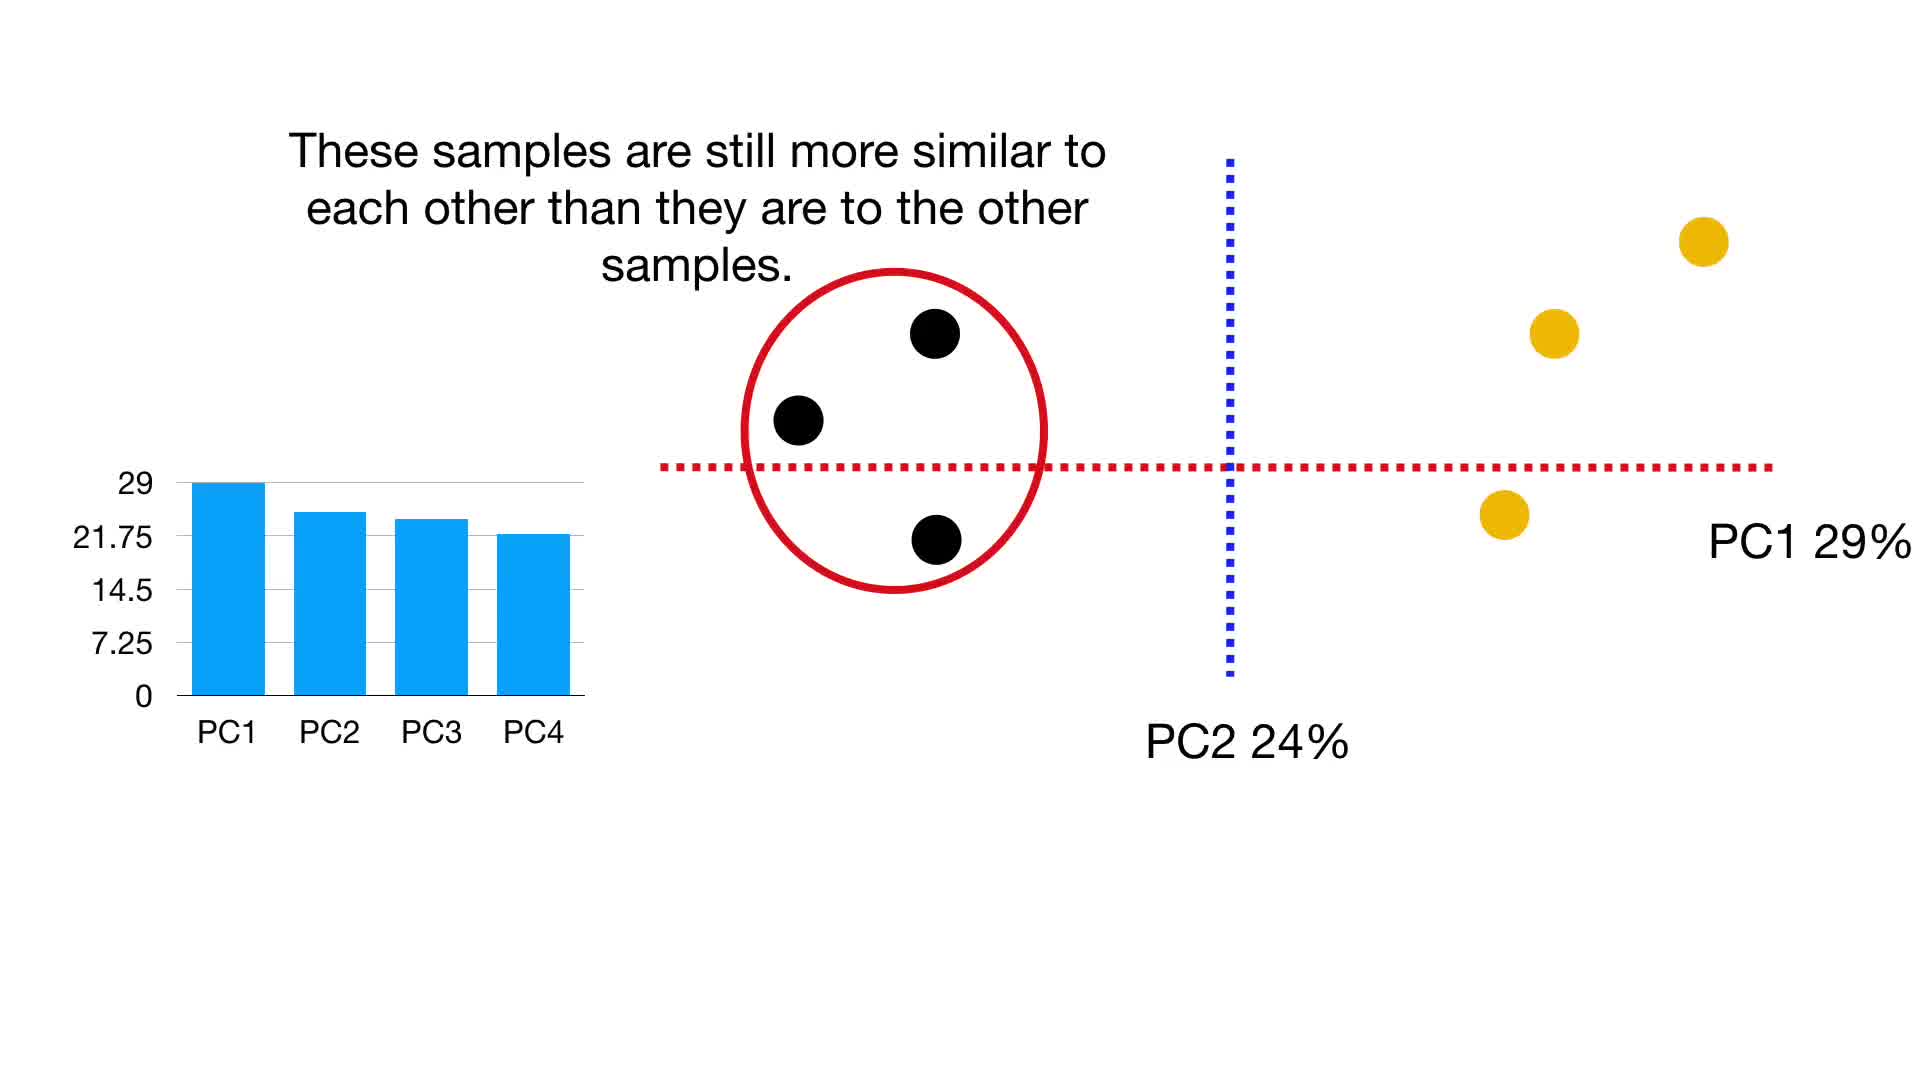 These samples are still more similar to
each other than they are to the other
samples.
29
21.75
14.5
7.25
0
PC1 PC2 PC3 PC4
PC1 29%
PC2 24%